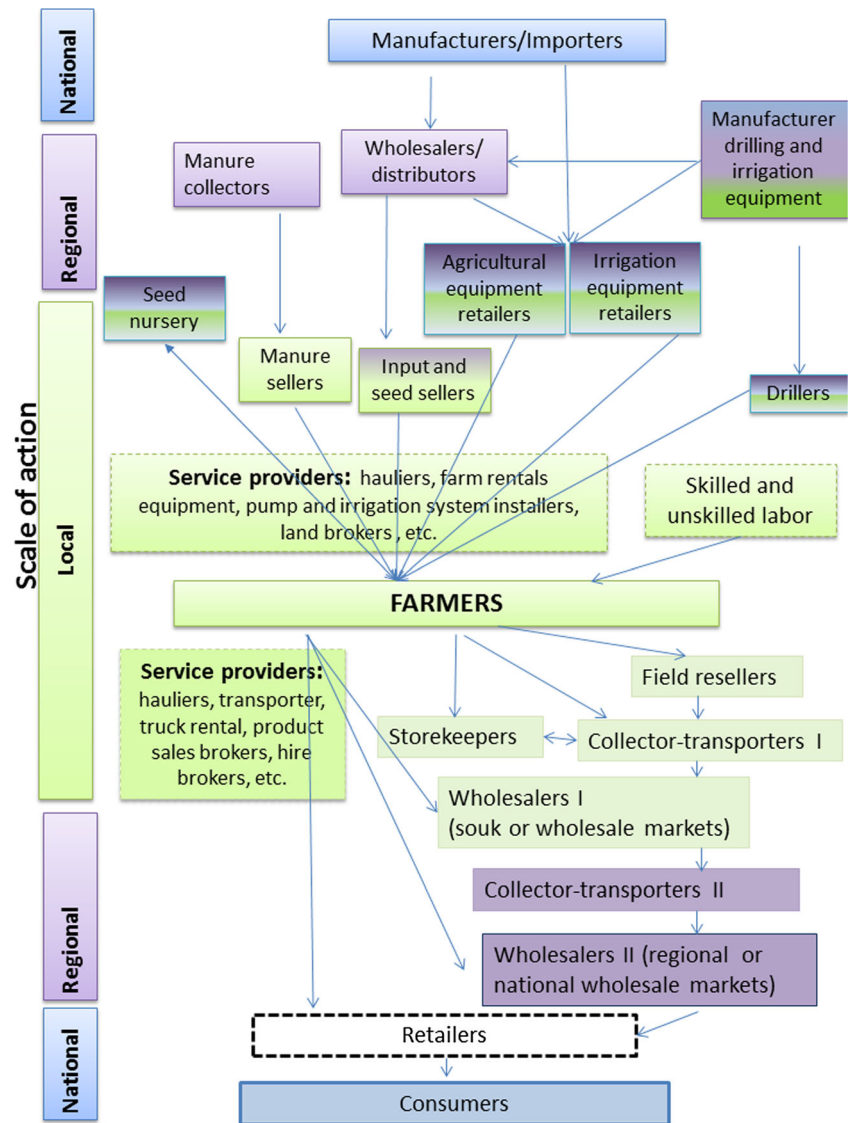 National
Manufacturers/Importers
Regional
Manure
collectors
Wholesalers/
distributors
Manufacturer
drilling and
irrigation
equipment
Seed
nursery
Agricultural
equipment
retailers
Irrigation
equipment
retailers
Scale of action
Local
Manure
sellers
Input and
seed sellers
Drillers
Service providers: hauliers, farm rentals
equipment, pump and irrigation system installers,
land brokers , etc.
Skilled and
unskilled labor
FARMERS
Service providers:
hauliers, transporter,
truck rental, product
sales brokers, hire
brokers, etc.
Field resellers
Storekeepers
Collector-transporters I
Wholesalers I
(souk or wholesale markets)
Regional
Collector-transporters II
Wholesalers II (regional or
national wholesale markets)
National
Retailers
Consumers